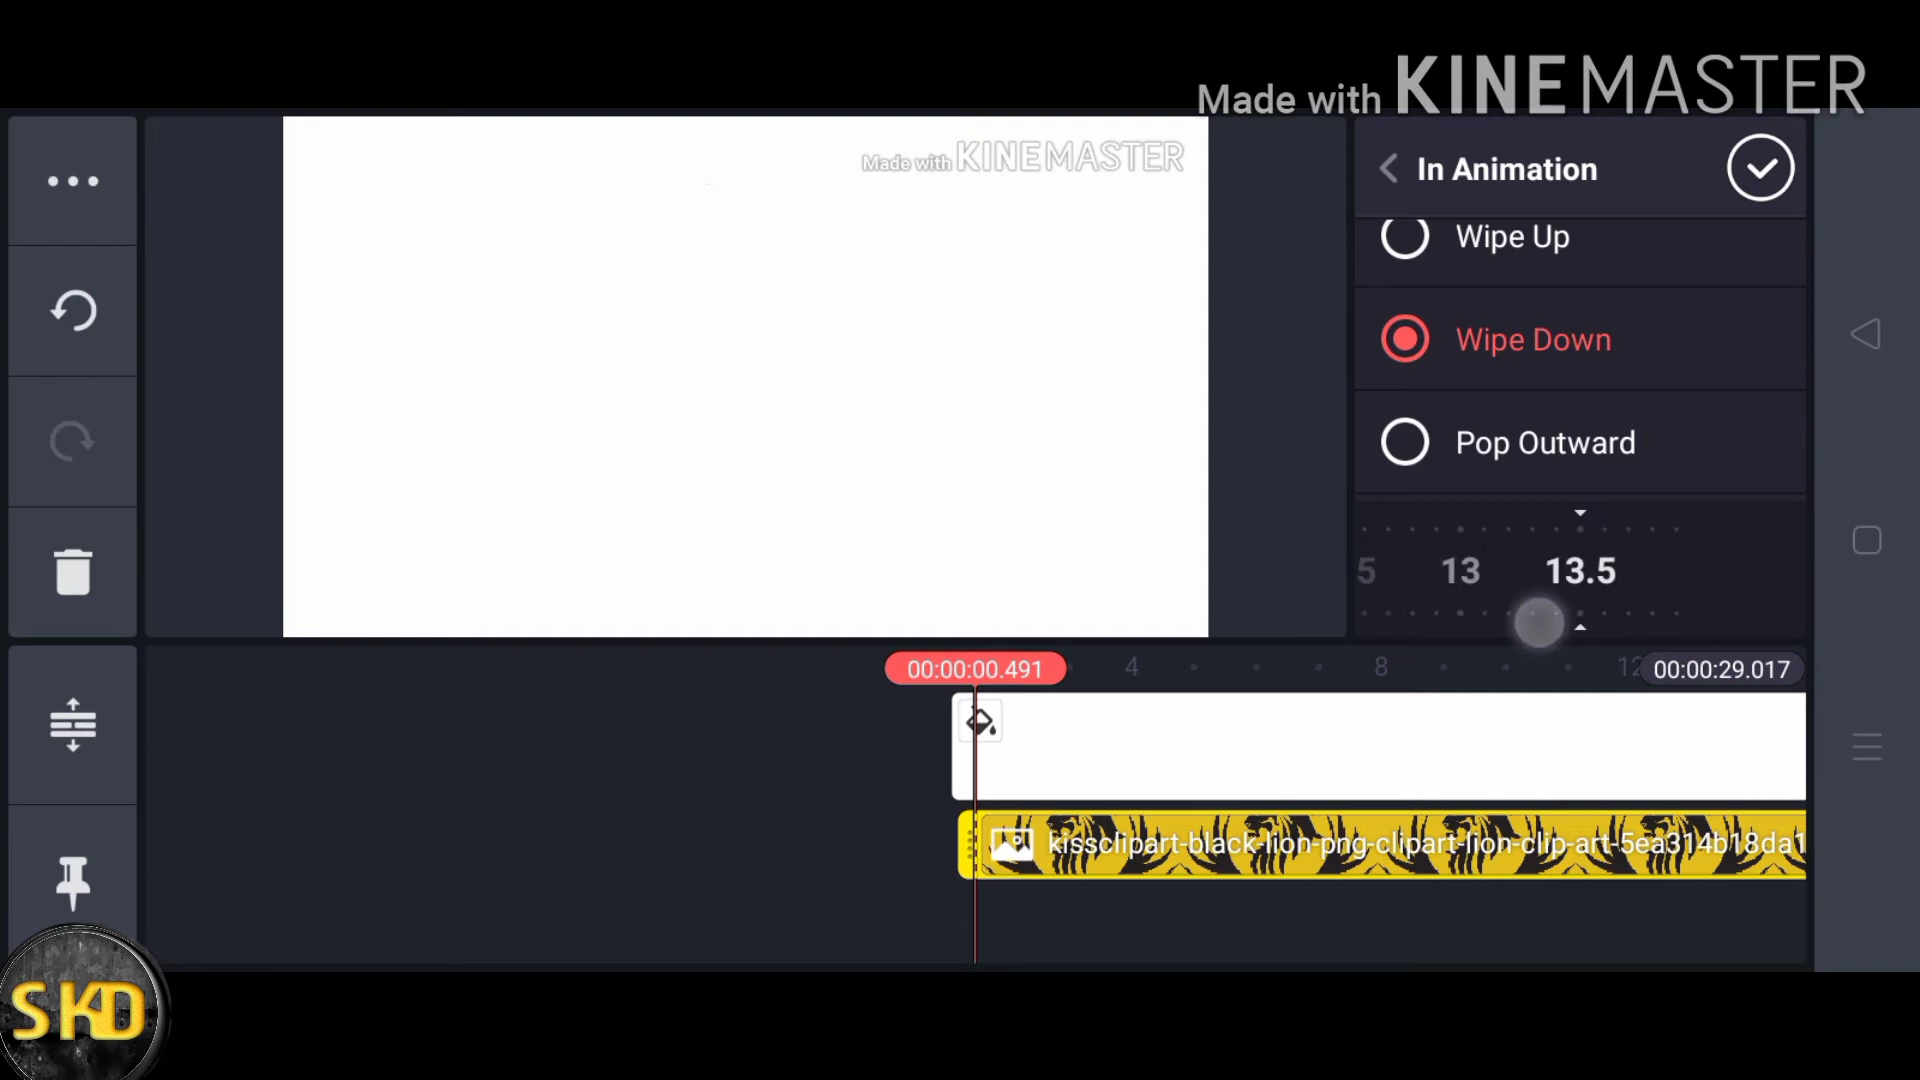 Made with KINEMASTER
Made with KINEMASTER
In Animation
Wipe Up
Wipe Down
Pop Outward
5 13 13.5
00:00:00.491 4 8 12 00:00:29.017
kissclipart-black-lion-png-clipart-lion-clip-art-5ea314b18da1
SKD